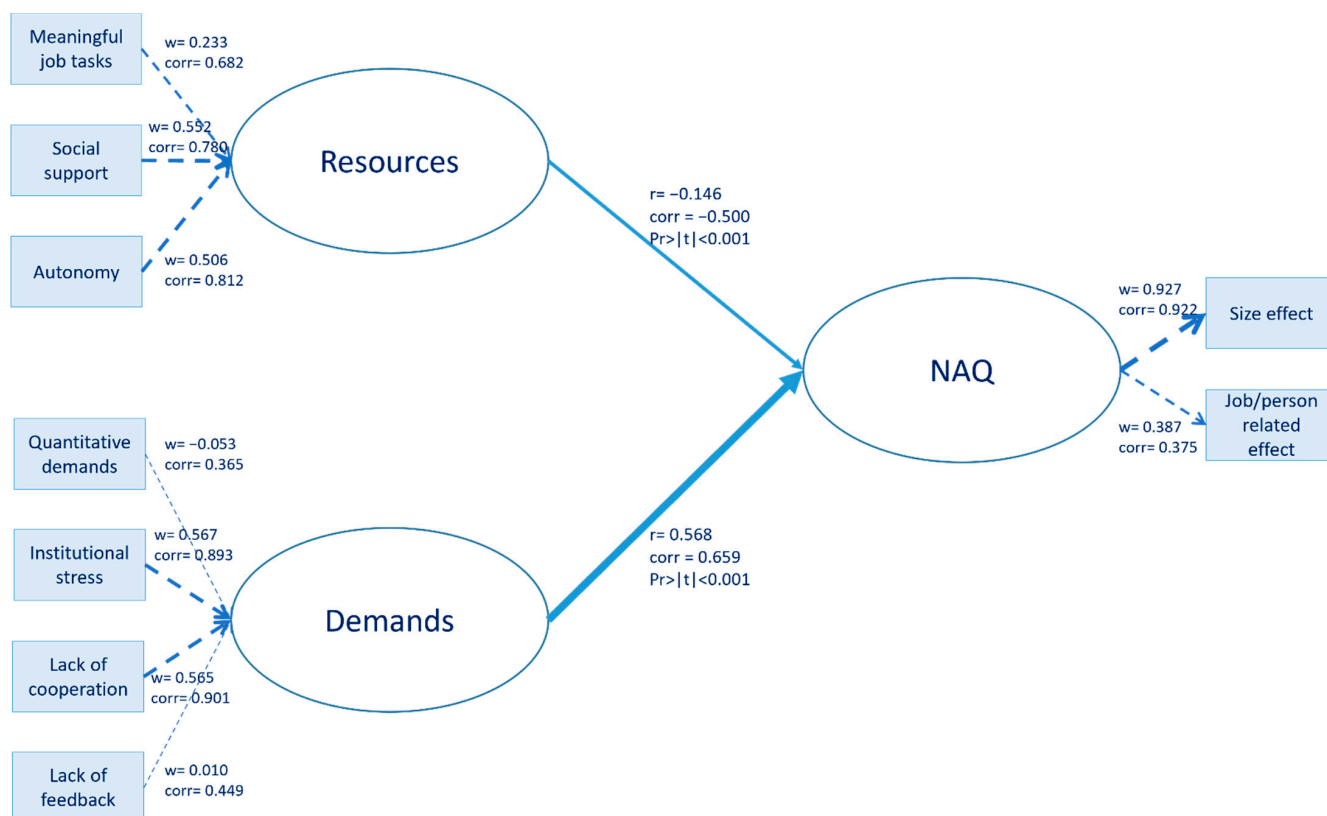 Meaningful
job tasks
w= 0.233
corr= 0.682
Social
support
w= 0.552
corr= 0.780
Autonomy
w= 0.506
corr= 0.812
Resources
r= −0.146
corr = −0.500
Pr>|t|<0.001
Quantitative
demands
w= −0.053
corr= 0.365
Institutional
stress
w= 0.567
corr= 0.893
Lack of
cooperation
w= 0.565
corr= 0.901
Lack of
feedback
w= 0.010
corr= 0.449
Demands
r= 0.568
corr = 0.659
Pr>|t|<0.001
NAQ
w= 0.927
corr= 0.922
Size effect
w= 0.387
corr= 0.375
Job/person
related
effect